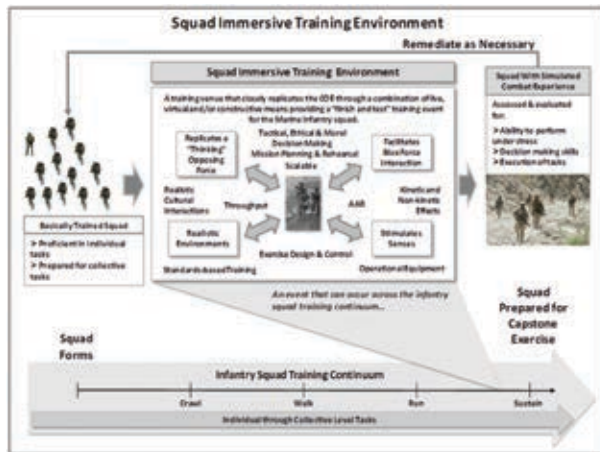 Squad Immersive Training Environment
Remediate as Necessary
Squad Immersive Training Environment
A training venue that closely replicates the COE through a combination of live,
virtual and/or constructive means providing a "finish and test" training event
for the Marine Infantry squad.
Tactical, Ethical & Moral
Decision Making
Mission Planning & Rehearsal
Scalable
Replicates a
"Thinking"
Opposing
Force
Facilitates
Interaction
Realistic
Cultural
Interactions
Throughput
AAR
Kinetic and
Non-kinetic
Effects
Realistic
Environments
Stimulates
Senses
Exercise Design & Control
Standards-based Training
Operational Equipment
Basically Trained Squad
> Proficient in individual
tasks
> Prepared for collective
tasks
Squad With Simulated
Combat Experience
Assessed & evaluated
for:
> Ability to perform
under stress
> Decision making skills
> Execution of tasks
An event that can occur across the infantry
squad training continuum...
Squad
Prepared for
Capstone
Exercise
Squad
Forms
Infantry Squad Training Continuum
Crawl
Walk
Run
Sustain
Individual through Collective Level Tasks